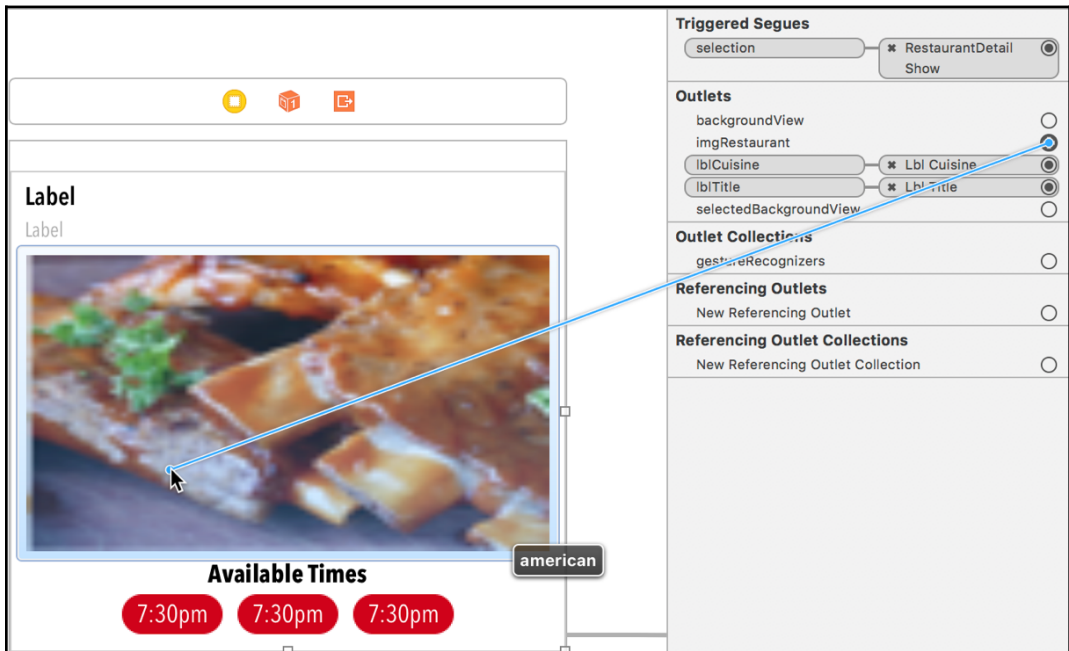 Triggered Segues
selection
✖ RestaurantDetail
Show
Outlets
backgroundView
imgRestaurant
lblCuisine
✖ Lbl Cuisine
lblTitle
✖ Lbl Title
selectedBackgroundView
Outlet Collections
gestureRecognizers
Referencing Outlets
New Referencing Outlet
Referencing Outlet Collections
New Referencing Outlet Collection
1
Label
Label
american
Available Times
7:30pm 7:30pm 7:30pm